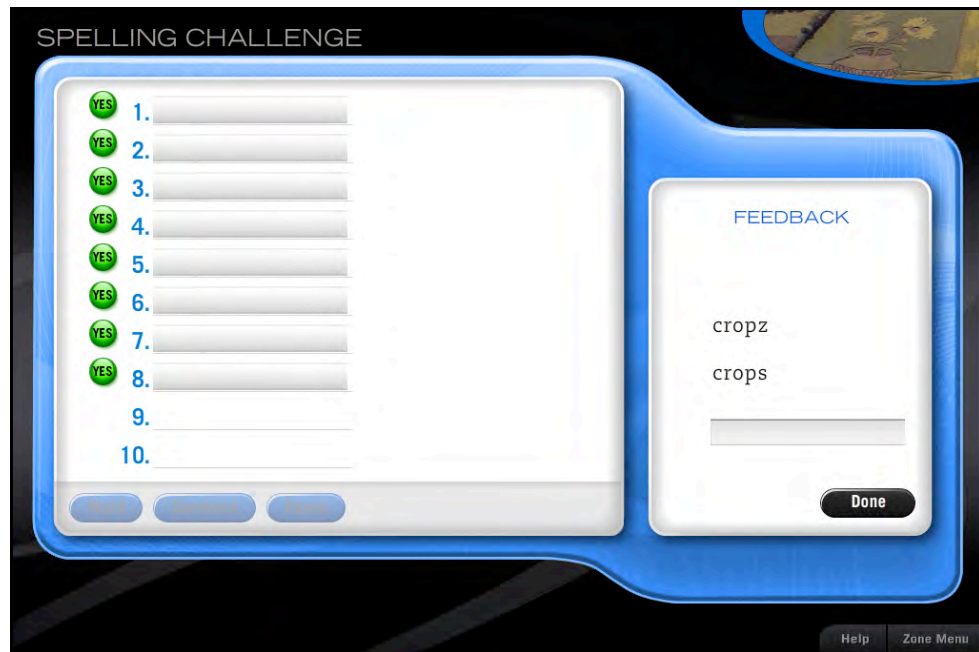 SPELLING CHALLENGE
YES 1.
YES 2.
YES 3.
YES 4.
YES 5.
YES 6.
YES 7.
YES 8.
9.
10.
FEEDBACK
cropz
crops
Done
Help Zone Menu